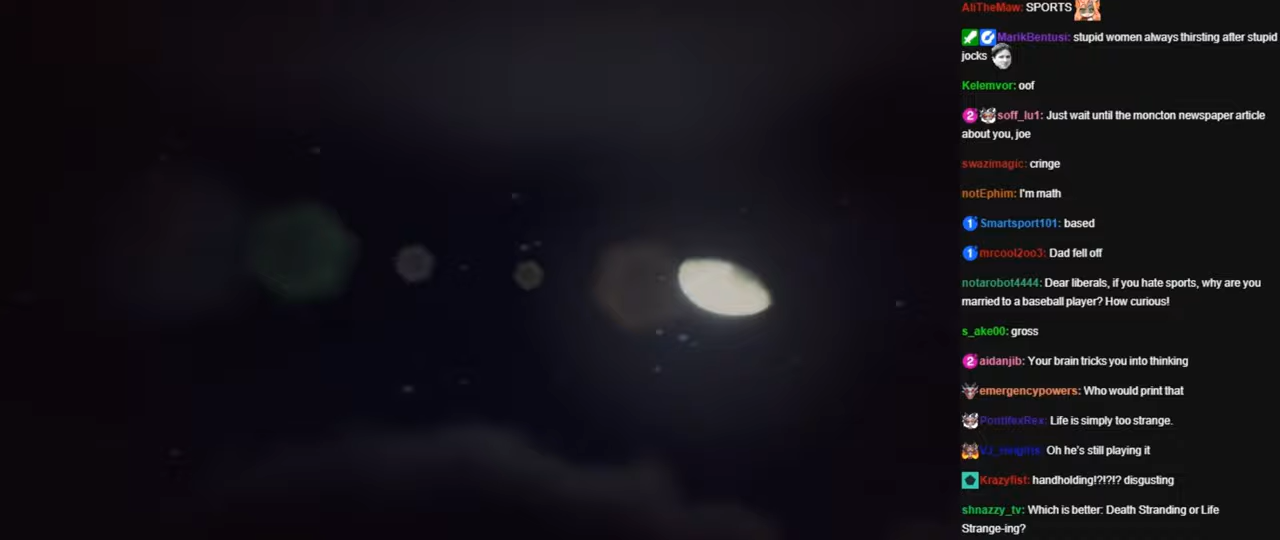 AliTheMaw: SPORTS
MarikBentusi: stupid women always thirsting after stupid
jocks
Kelemvor: oof
2 soff_lu1: Just wait until the moncton newspaper article
about you, joe
swazimagic: cringe
notEphim: I'm math
1 Smartsport101: based
1 mrcool2oo3: Dad fell off
notarobot4444: Dear liberals, if you hate sports, why are you
married to a baseball player? How curious!
s_ake00: gross
2 aidanjib: Your brain tricks you into thinking
emergencypowers: Who would print that
PontifexRex: Life is simply too strange.
Oh he's still playing it
Krazyfist: handholding!?!?!? disgusting
shnazzy_tv: Which is better: Death Stranding or Life
Strange-ing?